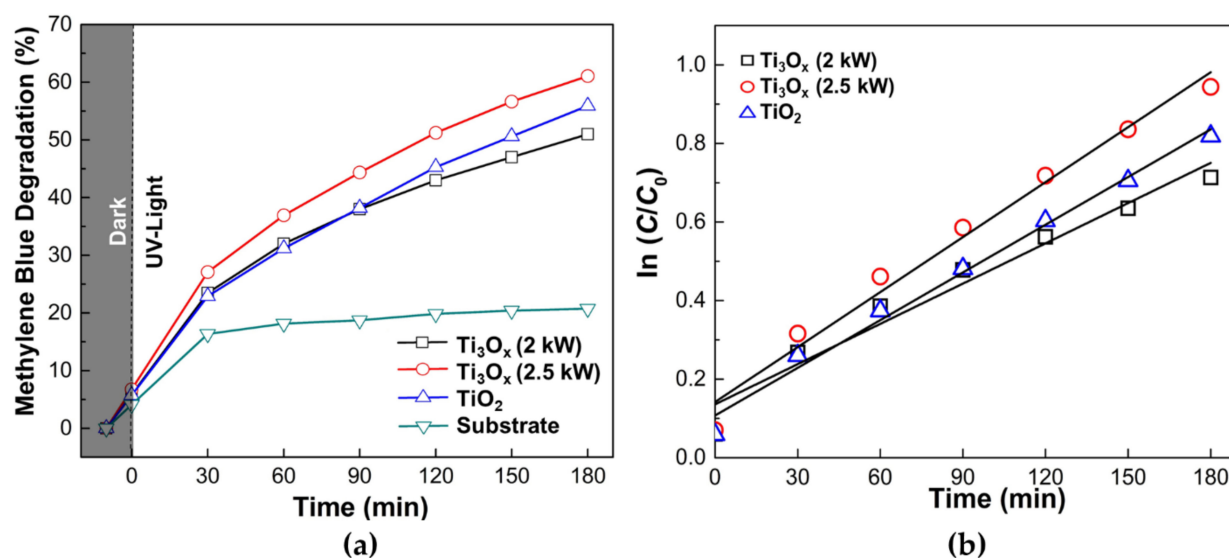 Methylene Blue Degradation (%)
70
60
50
40
30
20
10
0
Dark
UV-Light
Ti₃Oₓ (2 kW)
Ti₃Oₓ (2.5 kW)
TiO₂
Substrate
0 30 60 90 120 150 180
Time (min)
(a)
ln (C/C₀)
1.0
0.8
0.6
0.4
0.2
0.0
Ti₃Oₓ (2 kW)
Ti₃Oₓ (2.5 kW)
TiO₂
0 30 60 90 120 150 180
Time (min)
(b)